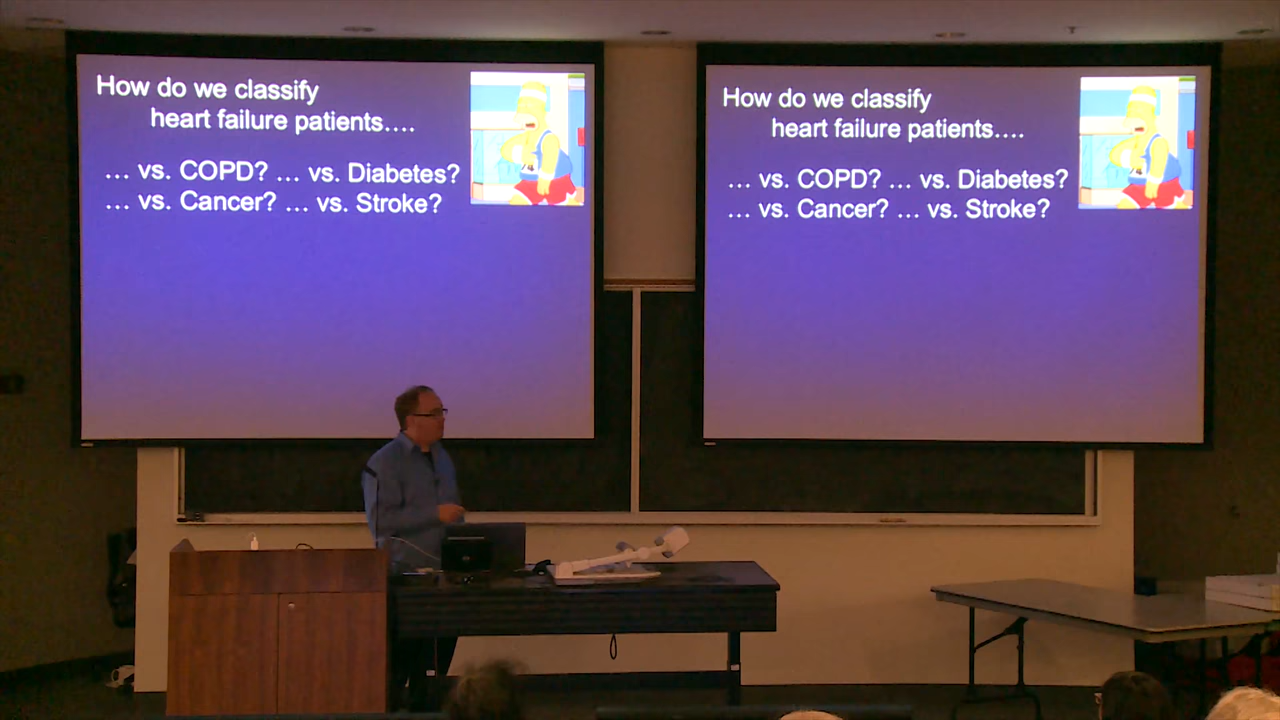 How do we classify
heart failure patients....
... vs. COPD? ... vs. Diabetes?
... vs. Cancer? ... vs. Stroke?
How do we classify
heart failure patients....
... vs. COPD? ... vs. Diabetes?
... vs. Cancer? ... vs. Stroke?